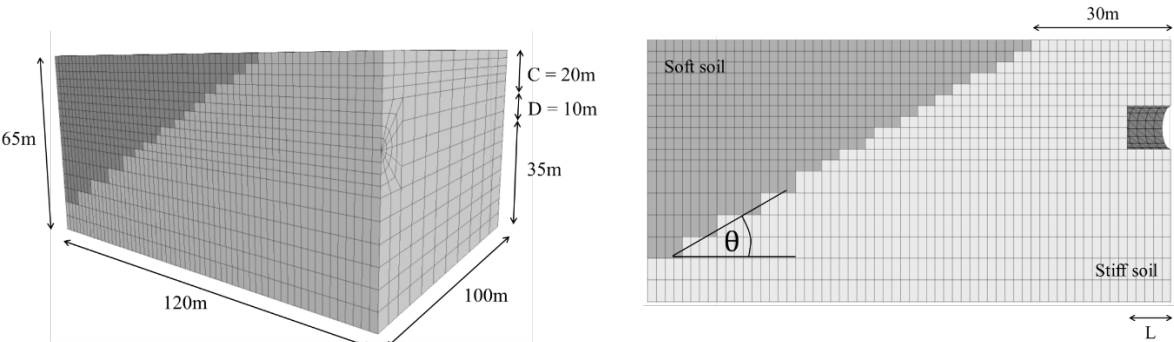 65m
120m
100m
C = 20m
D = 10m
35m
30m
Soft soil
θ
Stiff soil
L